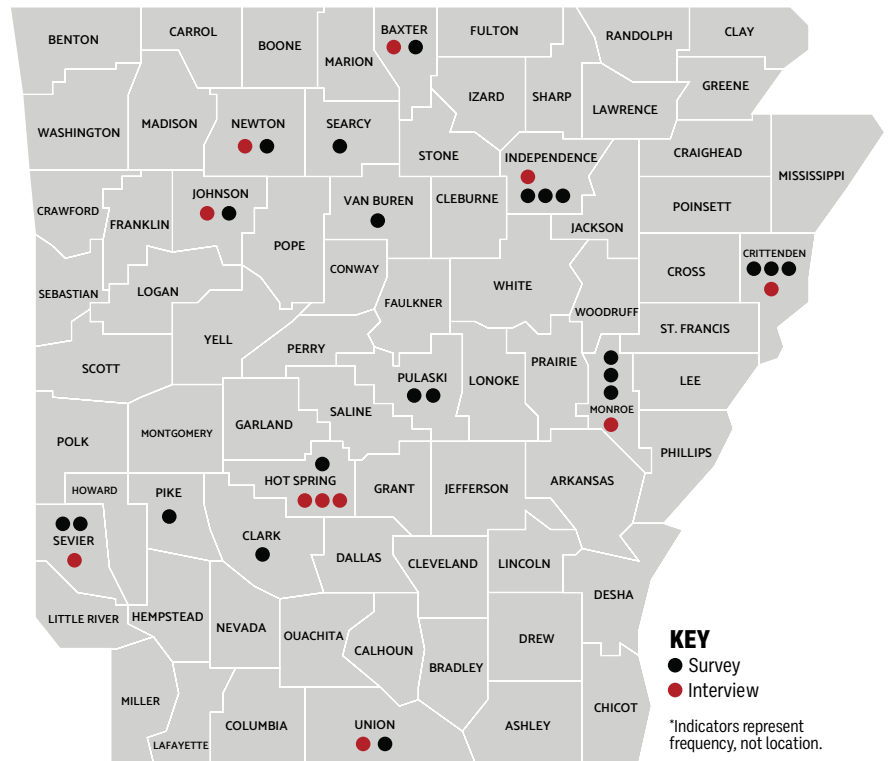 BENTON
CARROL
BOONE
MARION
BAXTER
FULTON
RANDOLPH
CLAY
GREENE
IZARD
SHARP
LAWRENCE
WASHINGTON
MADISON
NEWTON
SEARCY
STONE
INDEPENDENCE
CRAIGHEAD
MISSISSIPPI
CRAWFORD
FRANKLIN
JOHNSON
POPE
VAN BUREN
CLEBURNE
JACKSON
POINSETT
SEBASTIAN
LOGAN
CONWAY
FAULKNER
WHITE
WOODRUFF
CROSS
CRITTENDEN
ST. FRANCIS
SCOTT
YELL
PERRY
PULASKI
LONOKE
PRAIRIE
MONROE
LEE
PHILLIPS
POLK
MONTGOMERY
GARLAND
SALINE
HOT SPRING
GRANT
JEFFERSON
ARKANSAS
HOWARD
PIKE
SEVIER
CLARK
DALLAS
CLEVELAND
LINCOLN
DESHA
LITTLE RIVER
HEMPSTEAD
NEVADA
OUACHITA
CALHOUN
BRADLEY
DREW
MILLER
LAFAYETTE
COLUMBIA
UNION
ASHLEY
CHICOT
KEY
Survey
Interview
*Indicators represent
frequency, not location.